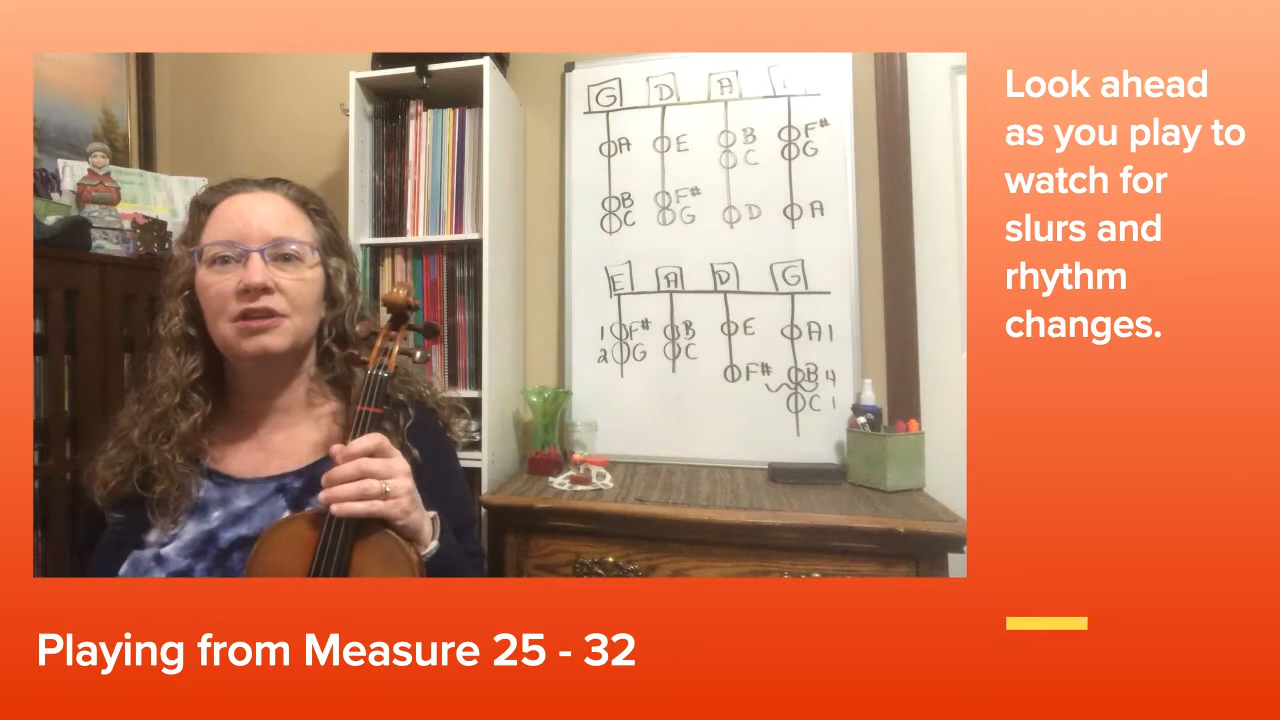 Look ahead
as you play to
watch for
slurs and
rhythm
changes.
G D A
A E B F#
C G
B F#
C G D A
E A D G
1 F# B E A 1
2 G C
F# B 4
C 1
Playing from Measure 25 - 32